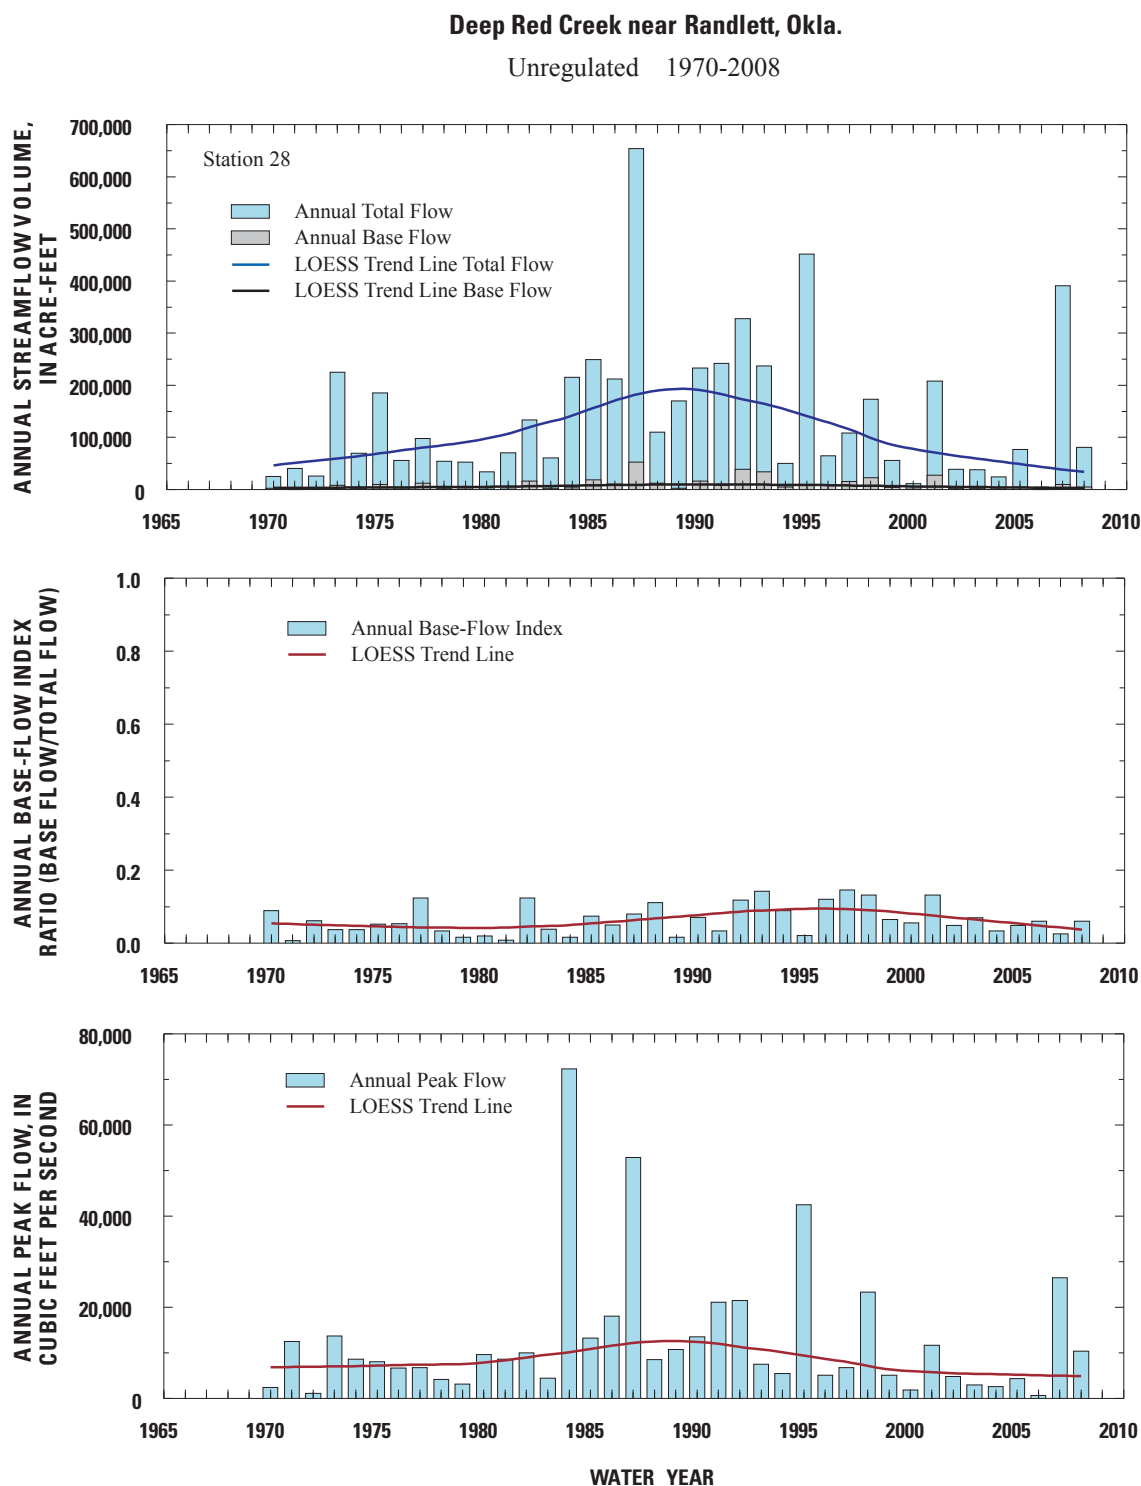 Deep Red Creek near Randlett, Okla.
Unregulated 1970-2008
ANNUAL STREAMFLOW VOLUME,
IN ACRE-FEET
700,000
600,000
500,000
400,000
300,000
200,000
100,000
0
Station 28
Annual Total Flow
Annual Base Flow
LOESS Trend Line Total Flow
LOESS Trend Line Base Flow
1965 1970 1975 1980 1985 1990 1995 2000 2005 2010
ANNUAL BASE-FLOW INDEX
RATIO (BASE FLOW/TOTAL FLOW)
1.0
0.8
0.6
0.4
0.2
0.0
Annual Base-Flow Index
LOESS Trend Line
1965 1970 1975 1980 1985 1990 1995 2000 2005 2010
ANNUAL PEAK FLOW, IN
CUBIC FEET PER SECOND
80,000
60,000
40,000
20,000
0
Annual Peak Flow
LOESS Trend Line
1965 1970 1975 1980 1985 1990 1995 2000 2005 2010
WATER YEAR